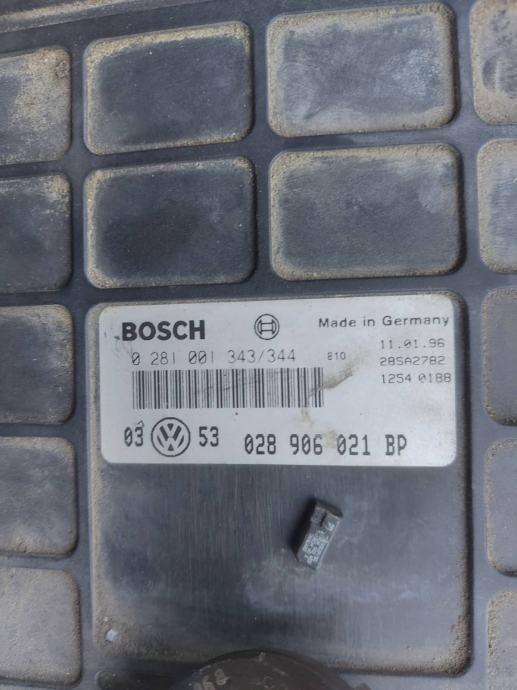 BOSCH
Made in Germany
0 281 001 343/344 810
11.01.96
28SA2782
1254 0188
03 VW 53 028 906 021 BP